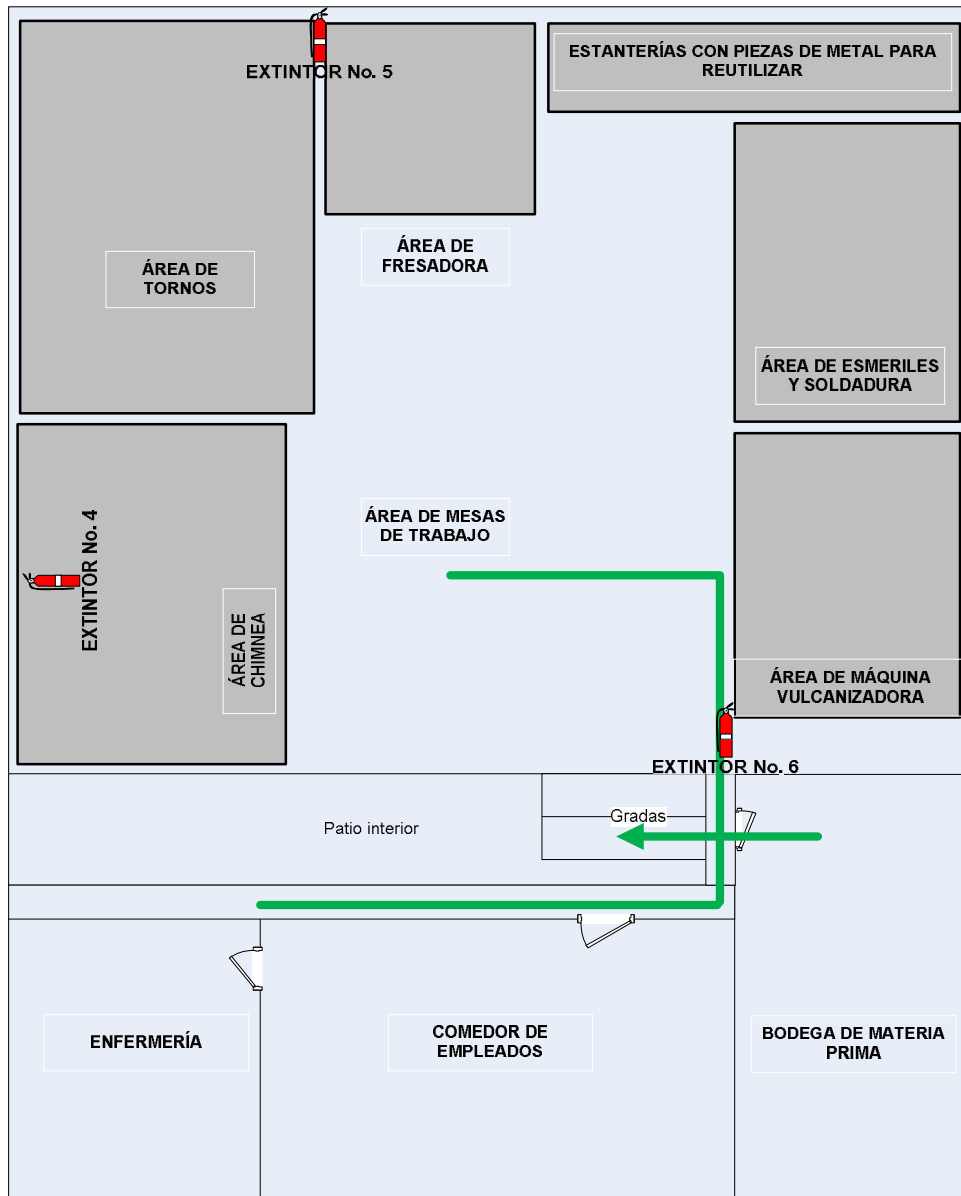 EXTINTOR No. 5
ESTANTERÍAS CON PIEZAS DE METAL PARA
REUTILIZAR
ÁREA DE
FRESADORA
ÁREA DE
TORNOS
ÁREA DE ESMERILES
Y SOLDADURA
ÁREA DE MESAS
DE TRABAJO
EXTINTOR No. 4
ÁREA DE
CHIMNEA
ÁREA DE MÁQUINA
VULCANIZADORA
EXTINTOR No. 6
Gradas
Patio interior
ENFERMERÍA
COMEDOR DE
EMPLEADOS
BODEGA DE MATERIA
PRIMA